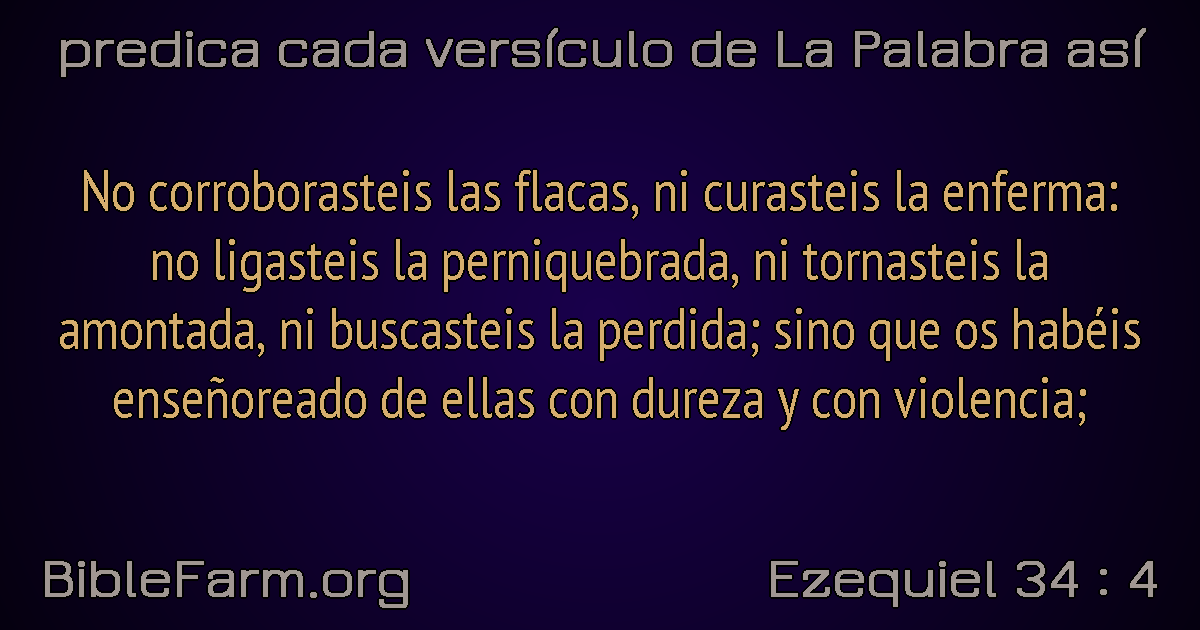 predica cada versículo de La Palabra así
No corroborasteis las flacas, ni curasteis la enferma:
no ligasteis la perniquebrada, ni tornasteis la
amontada, ni buscasteis la perdida; sino que os habéis
enseñoreado de ellas con dureza y con violencia;
BibleFarm.org
Ezequiel 34 : 4